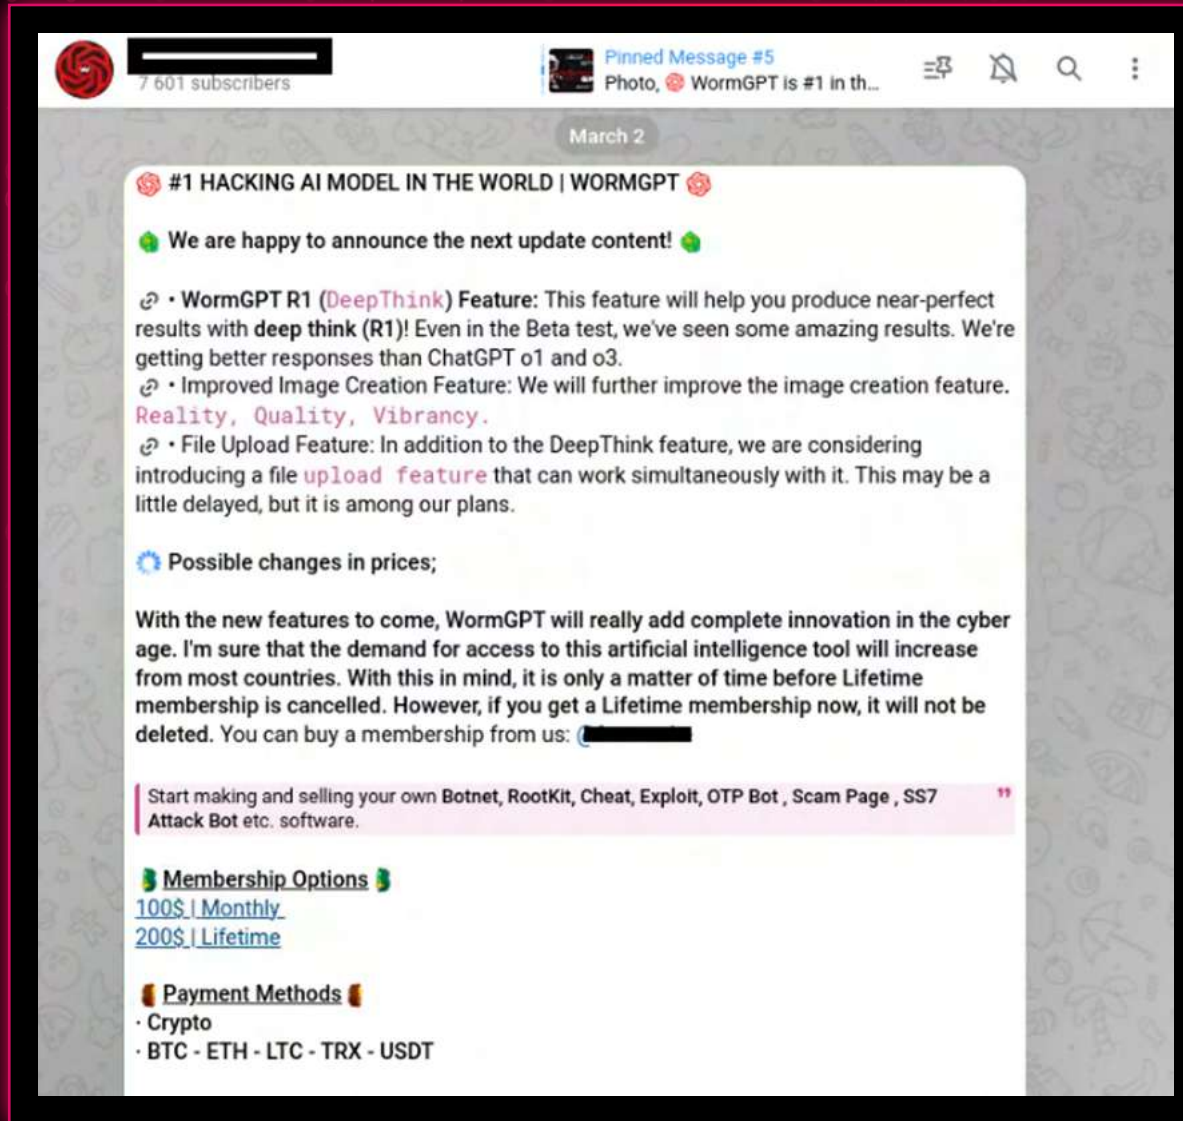 7 601 subscribers
Pinned Message #5
Photo, WormGPT is #1 in th...
March 2
#1 HACKING AI MODEL IN THE WORLD | WORMGPT
We are happy to announce the next update content!
• WormGPT R1 (DeepThink) Feature: This feature will help you produce near-perfect
results with deep think (R1)! Even in the Beta test, we've seen some amazing results. We're
getting better responses than ChatGPT o1 and o3.
• Improved Image Creation Feature: We will further improve the image creation feature.
Reality, Quality, Vibrancy.
• File Upload Feature: In addition to the DeepThink feature, we are considering
introducing a file upload feature that can work simultaneously with it. This may be a
little delayed, but it is among our plans.
Possible changes in prices;
With the new features to come, WormGPT will really add complete innovation in the cyber
age. I'm sure that the demand for access to this artificial intelligence tool will increase
from most countries. With this in mind, it is only a matter of time before Lifetime
membership is cancelled. However, if you get a Lifetime membership now, it will not be
deleted. You can buy a membership from us:
Start making and selling your own Botnet, RootKit, Cheat, Exploit, OTP Bot , Scam Page , SS7
Attack Bot etc. software.
Membership Options
100$ | Monthly
200$ | Lifetime
Payment Methods
· Crypto
· BTC - ETH - LTC - TRX - USDT